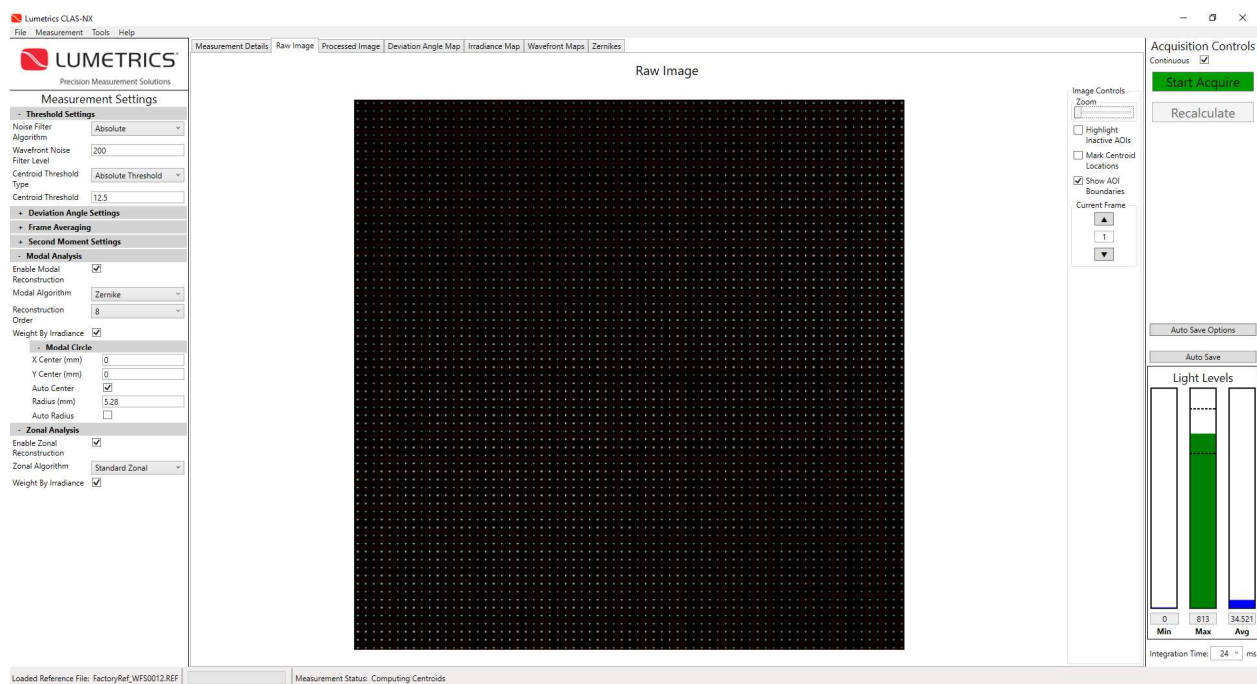 Lumetrics CLAS-NX
File Measurement Tools Help
LUMETRICS
Precision Measurement Solutions
Measurement Settings
- Threshold Settings
Noise Filter Algorithm Absolute
Wavefront Noise Filter Level 200
Centroid Threshold Type Absolute Threshold
Centroid Threshold 12.5
+ Deviation Angle Settings
+ Frame Averaging
+ Second Moment Settings
- Modal Analysis
Enable Modal Reconstruction
Modal Algorithm Zernike
Reconstruction Order 8
Weight By Irradiance
- Modal Circle
X Center (mm) 0
Y Center (mm) 0
Auto Center
Radius (mm) 5.28
Auto Radius
- Zonal Analysis
Enable Zonal Reconstruction
Zonal Algorithm Standard Zonal
Weight By Irradiance
Measurement Details Raw Image Processed Image Deviation Angle Map Irradiance Map Wavefront Maps Zernikes
Raw Image
Image Controls
Zoom
Highlight Inactive AOIs
Mark Centroid Locations
Show AOI Boundaries
Current Frame
1
Acquisition Controls
Continuous
Start Acquire
Recalculate
Auto Save Options
Auto Save
Light Levels
0 813 34.521
Min Max Avg
Integration Time: 24 ms
Loaded Reference File: FactoryRef_WFS0012.REF Measurement Status: Computing Centroids